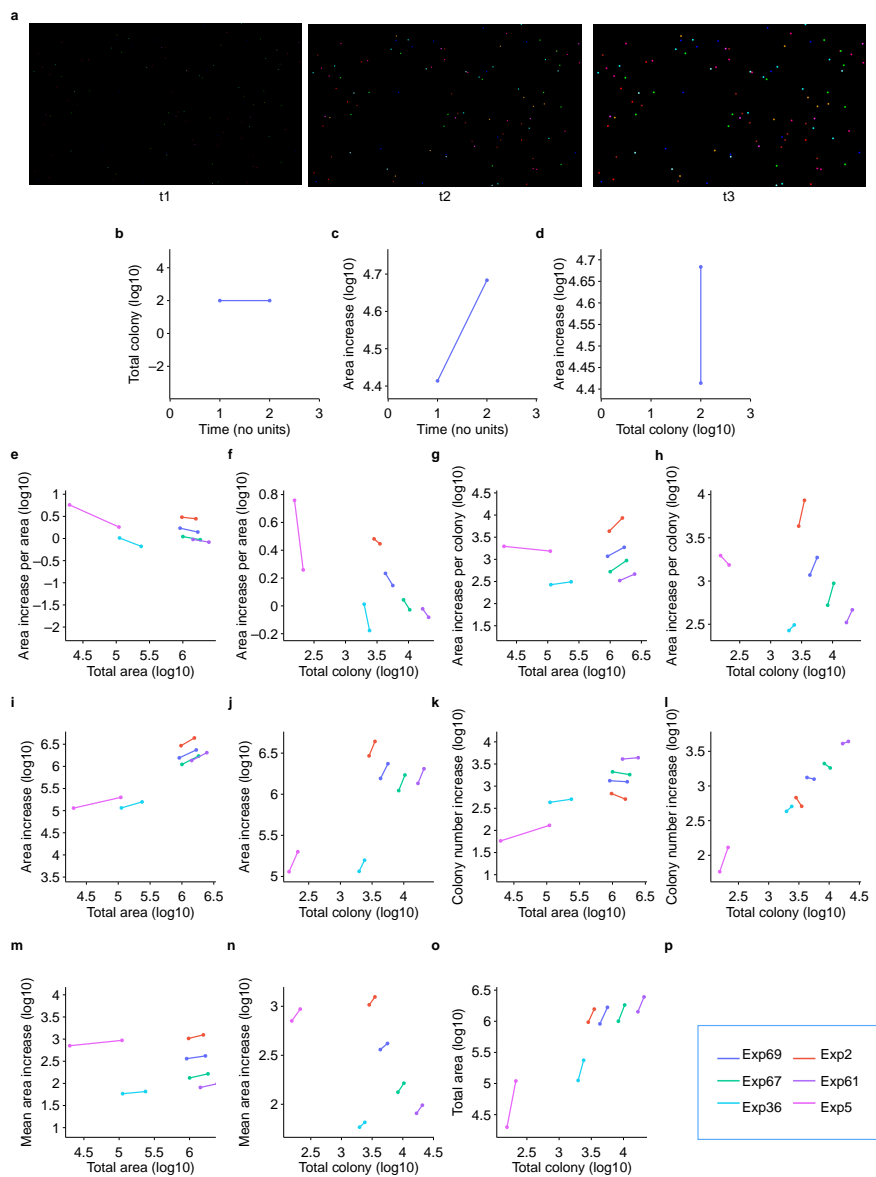 a
t1 t2 t3
b c d
Total colony (log10)
4
2
0
−2
0 1 2 3
Time (no units)
Area increase (log10)
4.7
4.6
4.5
4.4
0 1 2 3
Time (no units)
Area increase (log10)
4.7
4.65
4.6
4.55
4.5
4.45
4.4
0 1 2 3
Total colony (log10)
e f g h
Area increase per area (log10)
1
0.5
0
−0.5
−1
−1.5
−2
4.5 5 5.5 6
Total area (log10)
Area increase per area (log10)
0.8
0.6
0.4
0.2
0
−0.2
2.5 3 3.5 4
Total colony (log10)
Area increase per colony (log10)
4.5
4
3.5
3
2.5
2
1.5
4.5 5 5.5 6 6.5
Total area (log10)
Area increase per colony (log10)
4
3.5
3
2.5
2.5 3 3.5 4
Total colony (log10)
i j k l
Area increase (log10)
6.5
6
5.5
5
4.5
4
3.5
4.5 5 5.5 6 6.5
Total area (log10)
Area increase (log10)
6.5
6
5.5
5
2.5 3 3.5 4
Total colony (log10)
Colony number increase (log10)
4
3.5
3
2.5
2
1.5
1
4.5 5 5.5 6 6.5
Total area (log10)
Colony number increase (log10)
3.5
3
2.5
2
2.5 3 3.5 4 4.5
Total colony (log10)
m n o p
Mean area increase (log10)
4
3.5
3
2.5
2
1.5
1
4.5 5 5.5 6
Total area (log10)
Mean area increase (log10)
3
2.5
2
2.5 3 3.5 4 4.5
Total colony (log10)
Total area (log10)
6.5
6
5.5
5
4.5
2.5 3 3.5 4
Total colony (log10)
Exp69 Exp2
Exp67 Exp61
Exp36 Exp5